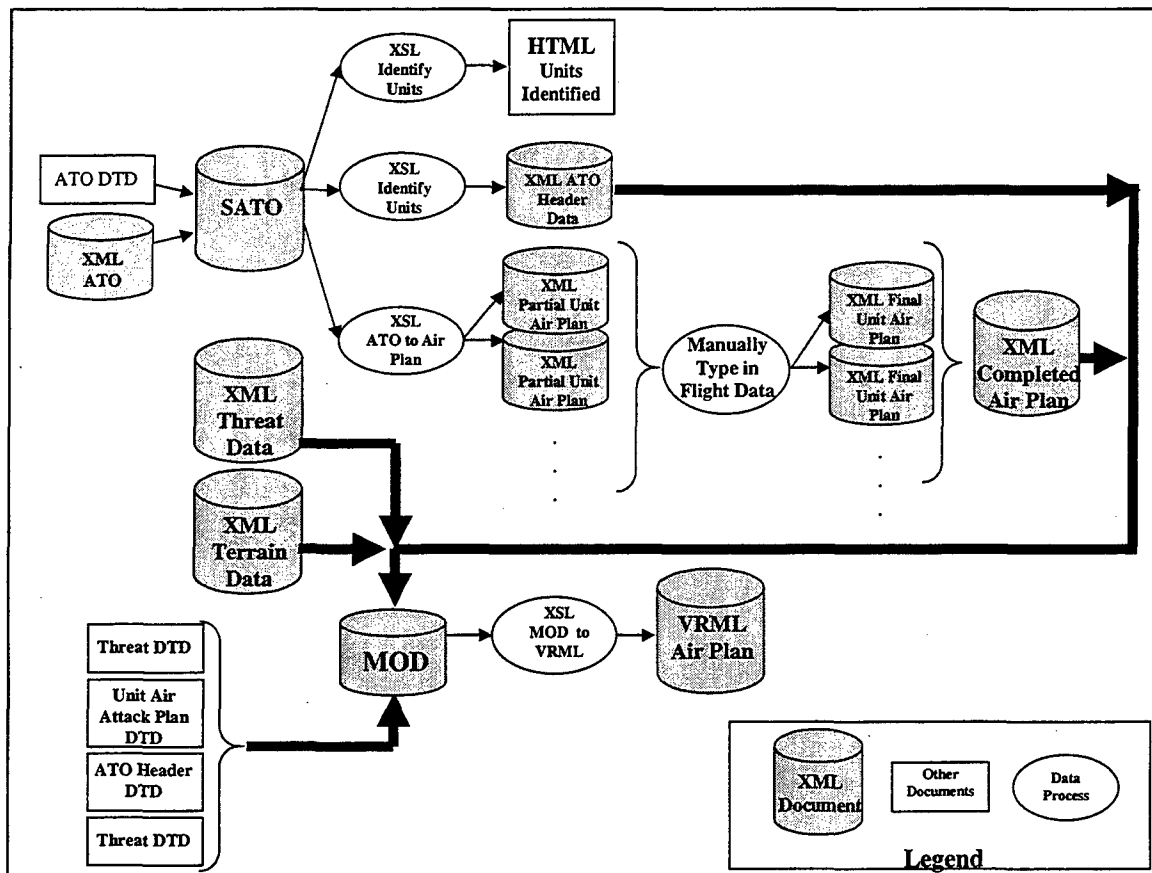 XSL
Identify
Units
HTML
Units
Identified
ATO DTD
XML
ATO
SATO
XSL
Identify
Units
XML ATO
Header
Data
XSL
ATO to Air
Plan
XML
Partial Unit
Air Plan
XML
Partial Unit
Air Plan
Manually
Type in
Flight Data
XML Final
Unit Air
Plan
XML Final
Unit Air
Plan
XML
Completed
Air Plan
XML
Threat
Data
XML
Terrain
Data
MOD
XSL
MOD to
VRML
VRML
Air Plan
Threat DTD
Unit Air
Attack Plan
DTD
ATO Header
DTD
Threat DTD
XML
Document
Other
Documents
Data
Process
Legend